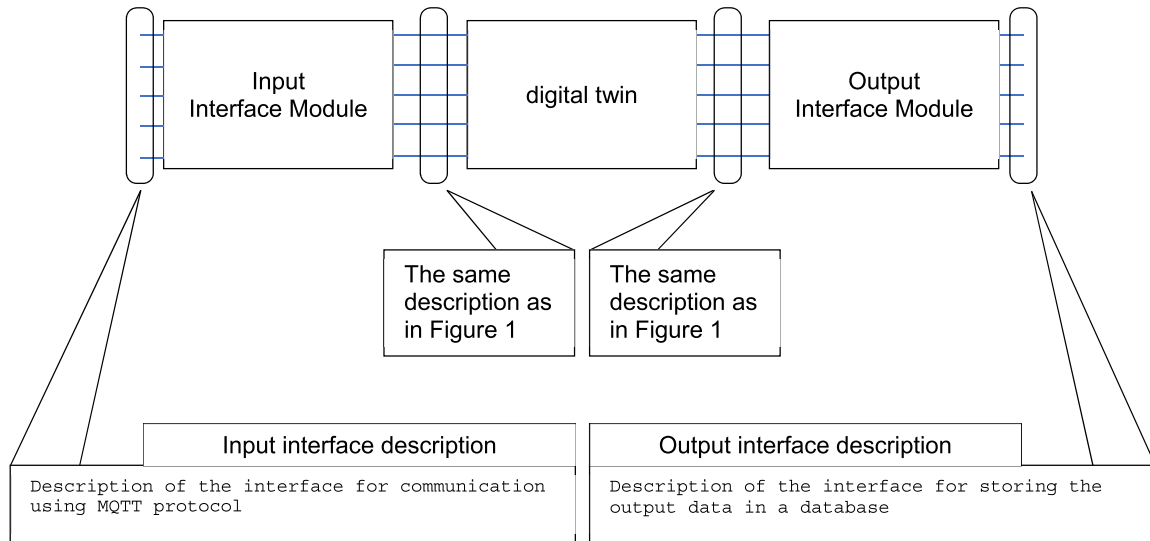 Input
Interface Module
digital twin
Output
Interface Module
The same
description as
in Figure 1
The same
description as
in Figure 1
Input interface description
Description of the interface for communication
using MQTT protocol
Output interface description
Description of the interface for storing the
output data in a database